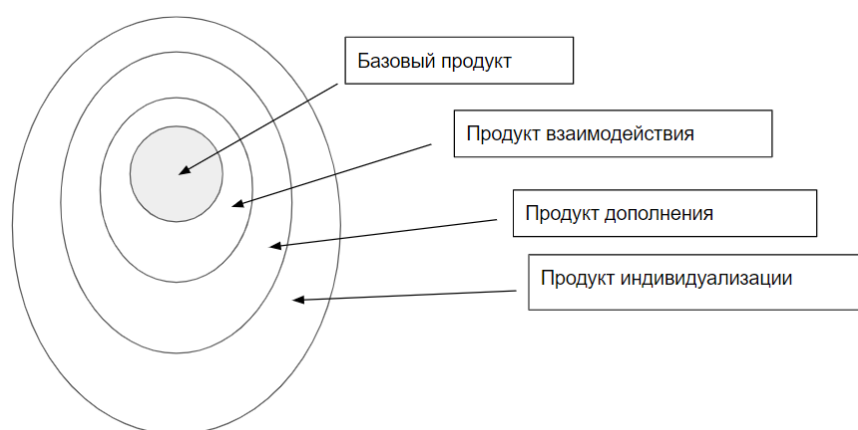 Базовый продукт
Продукт взаимодействия
Продукт дополнения
Продукт индивидуализации